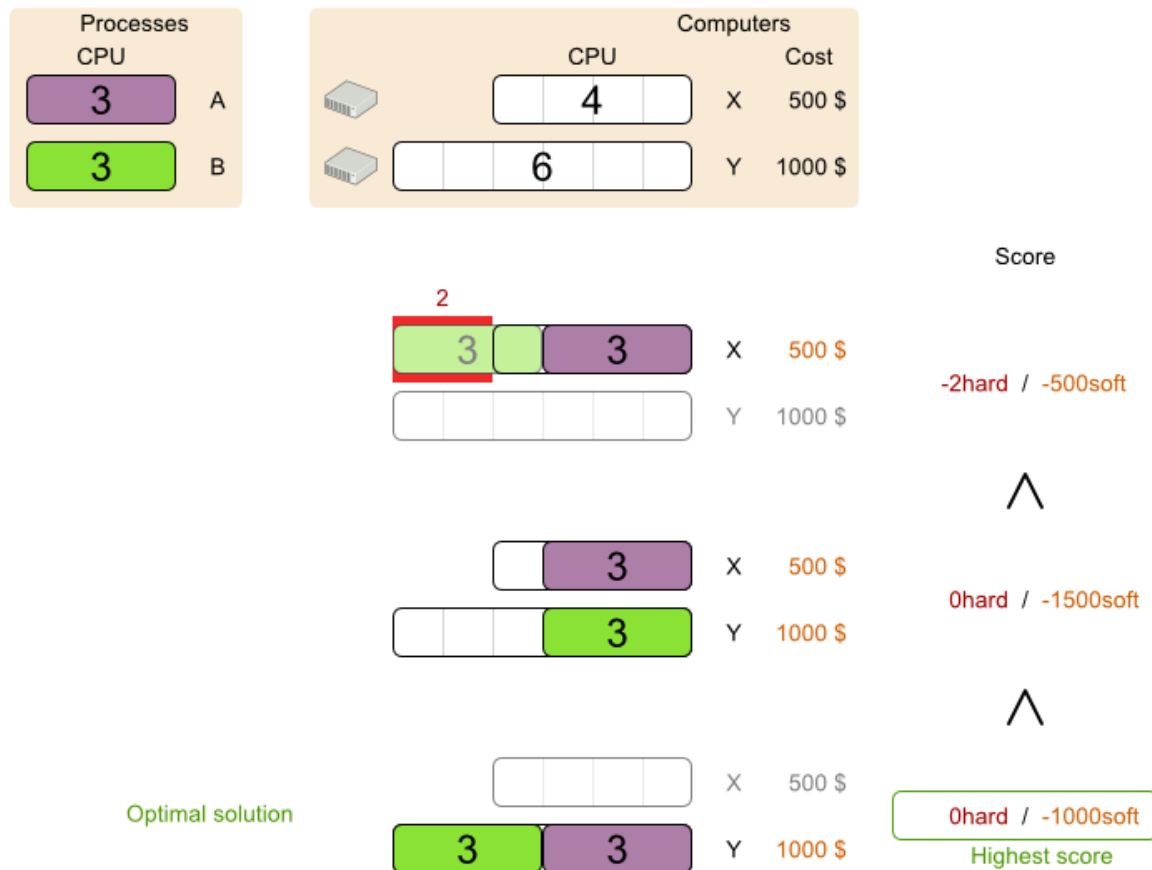 Processes
Computers
CPU
CPU Cost
3 A
4 X 500 $
3 B
6 Y 1000 $
Score
2
3 3 X 500 $
-2hard / -500soft
Y 1000 $
3 X 500 $
0hard / -1500soft
3 Y 1000 $
X 500 $
Optimal solution
0hard / -1000soft
3 3 Y 1000 $
Highest score